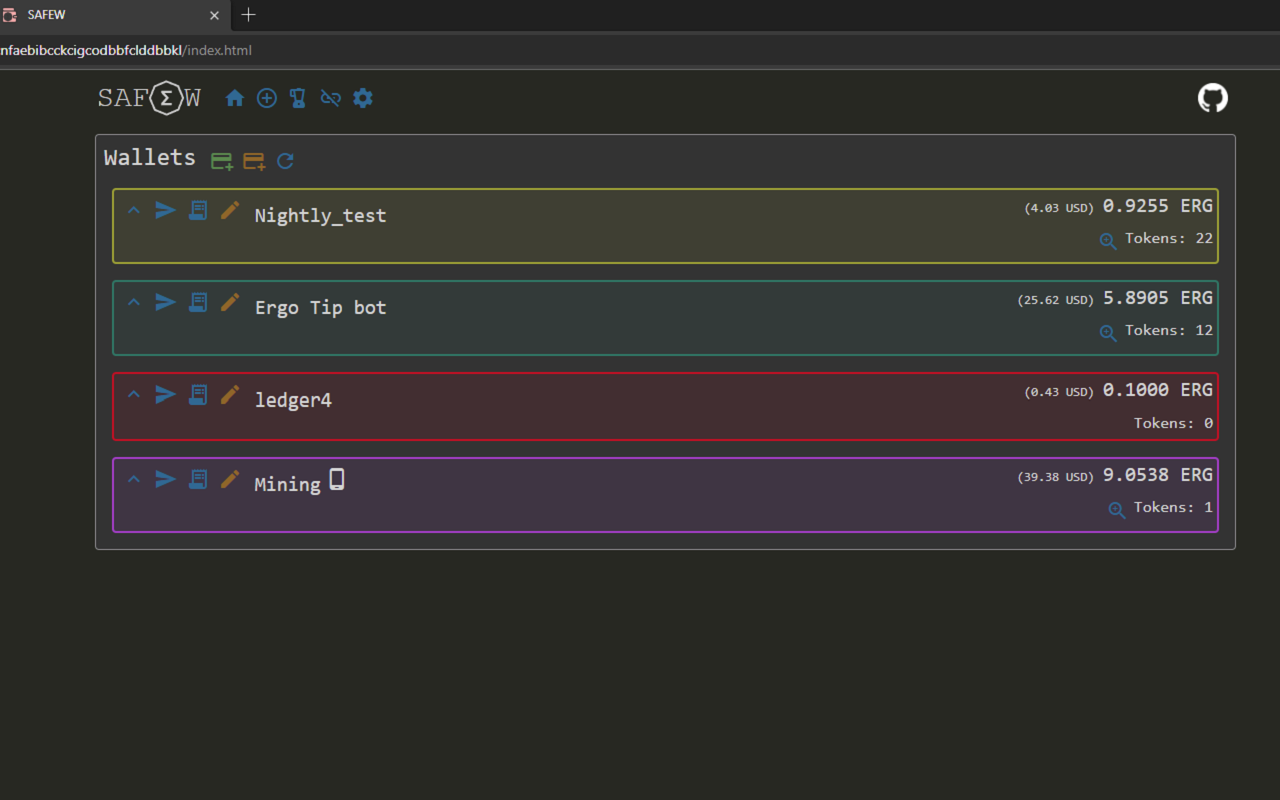 SAFEW
nfaebibcckcigcodbbfclddbbkl/index.html
SAFΣW
Wallets
Nightly_test
(4.03 USD) 0.9255 ERG
Tokens: 22
Ergo Tip bot
(25.62 USD) 5.8905 ERG
Tokens: 12
ledger4
(0.43 USD) 0.1000 ERG
Tokens: 0
Mining
(39.38 USD) 9.0538 ERG
Tokens: 1